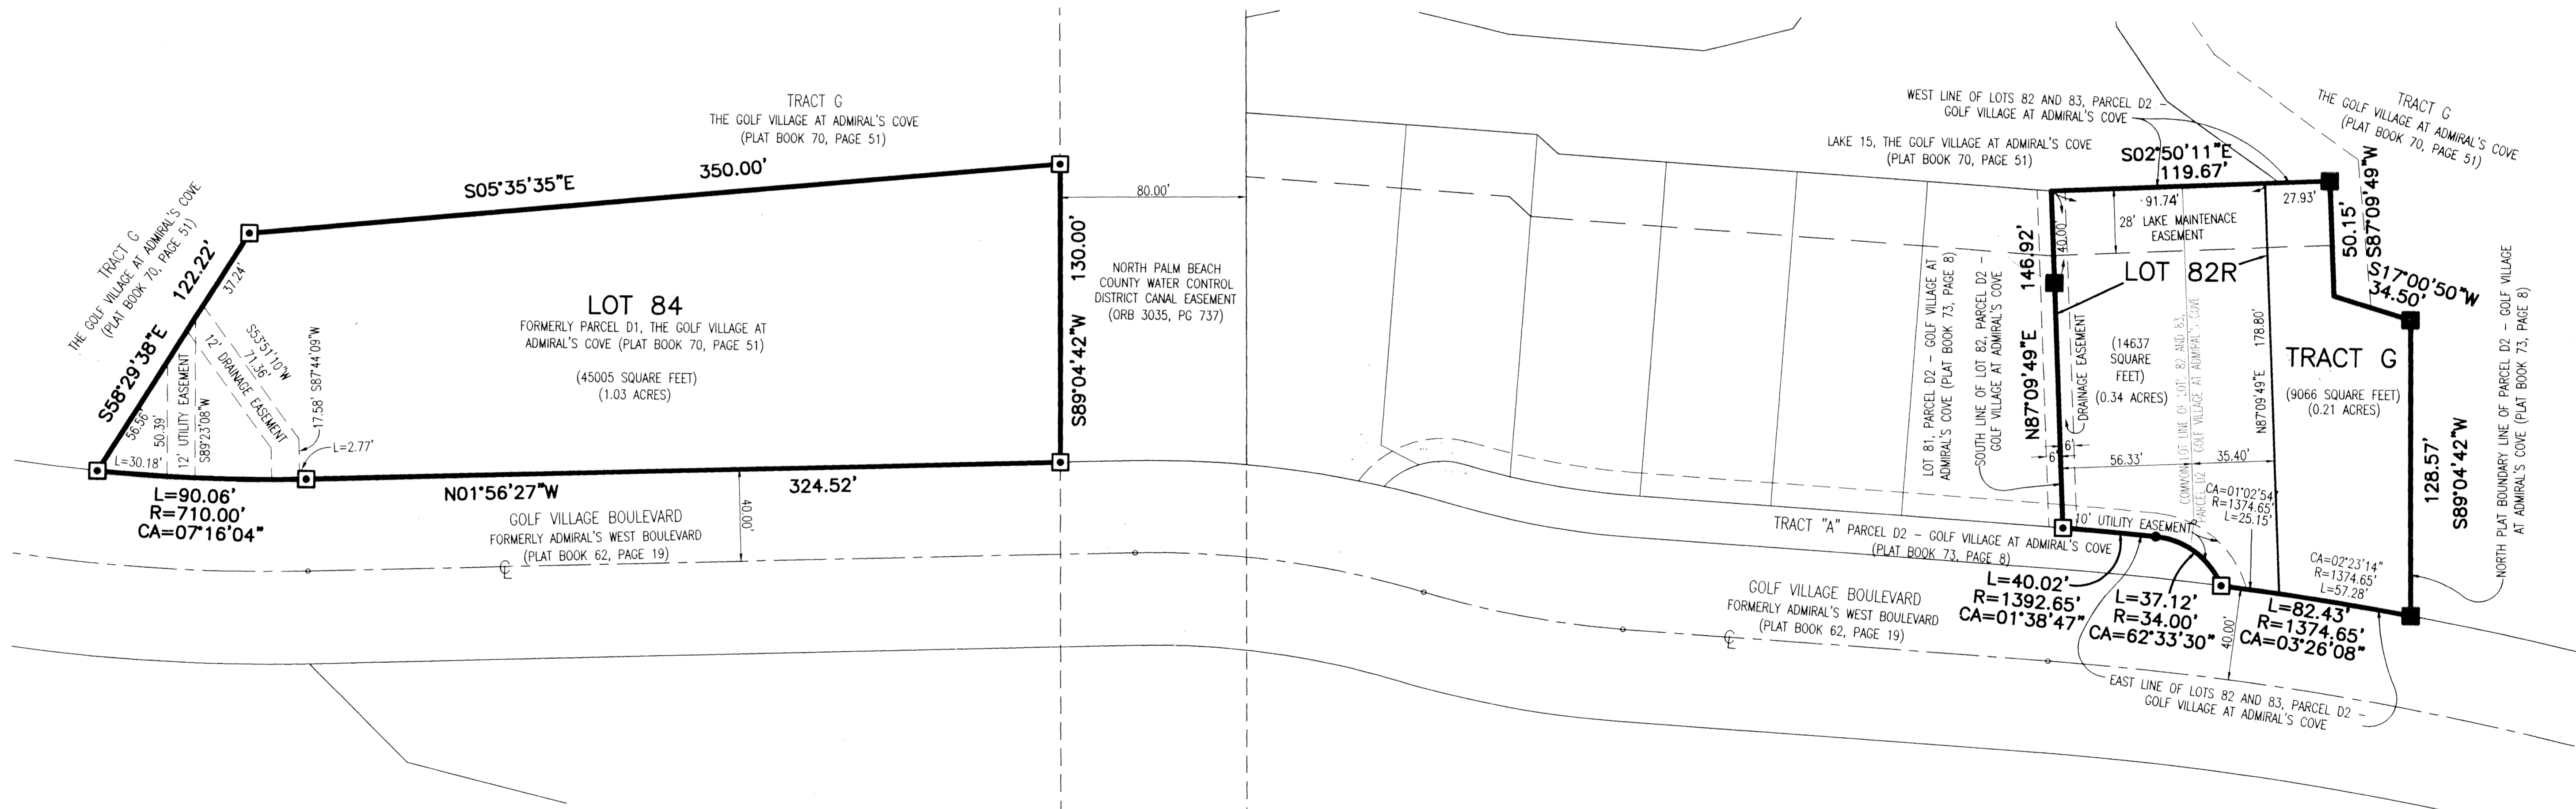 TRACT G
THE GOLF VILLAGE AT ADMIRAL'S COVE
(PLAT BOOK 70, PAGE 51)
S05°35'35"E
350.00'
TRACT G
THE GOLF VILLAGE AT ADMIRAL'S COVE
(PLAT BOOK 70, PAGE 51)
S58°29'38"E
122.22'
37.24'
56.56'
50.39'
12' UTILITY EASEMENT
S89°23'08"W
S53°51'10"W
71.36'
12' DRAINAGE EASEMENT
17.58' S87°44'09"W
L=2.77'
L=30.18'
L=90.06'
R=710.00'
CA=07°16'04"
LOT 84
FORMERLY PARCEL D1, THE GOLF VILLAGE AT
ADMIRAL'S COVE (PLAT BOOK 70, PAGE 51)
(45005 SQUARE FEET)
(1.03 ACRES)
130.00'
S89°04'42"W
N01°56'27"W
324.52'
GOLF VILLAGE BOULEVARD
FORMERLY ADMIRAL'S WEST BOULEVARD
(PLAT BOOK 62, PAGE 19)
40.00'
80.00'
NORTH PALM BEACH
COUNTY WATER CONTROL
DISTRICT CANAL EASEMENT
(ORB 3035, PG 737)
WEST LINE OF LOTS 82 AND 83, PARCEL D2 -
GOLF VILLAGE AT ADMIRAL'S COVE
LAKE 15, THE GOLF VILLAGE AT ADMIRAL'S COVE
(PLAT BOOK 70, PAGE 51)
S02°50'11"E
119.67'
TRACT G
THE GOLF VILLAGE AT ADMIRAL'S COVE
(PLAT BOOK 70, PAGE 51)
91.74'
27.93'
28' LAKE MAINTENACE
EASEMENT
50.15'
S87°09'49"W
S17°00'50"W
34.50'
LOT 81, PARCEL D2 - GOLF VILLAGE AT
ADMIRAL'S COVE (PLAT BOOK 73, PAGE 8)
SOUTH LINE OF LOT 82, PARCEL D2 -
GOLF VILLAGE AT ADMIRAL'S COVE
146.92'
N87°09'49"E
40.00'
DRAINAGE EASEMENT
6'
6'
LOT 82R
(14637
SQUARE
FEET)
(0.34 ACRES)
COMMON LOT LINE OF LOTS 82 AND 83,
PARCEL D2 - GOLF VILLAGE AT ADMIRAL'S COVE
178.80'
N87°09'49"E
56.33'
35.40'
TRACT G
(9066 SQUARE FEET)
(0.21 ACRES)
128.57'
S89°04'42"W
NORTH PLAT BOUNDARY LINE OF PARCEL D2 - GOLF VILLAGE
AT ADMIRAL'S COVE (PLAT BOOK 73, PAGE 8)
CA=01°02'54"
R=1374.65'
L=25.15'
10' UTILITY EASEMENT
CA=02°23'14"
R=1374.65'
L=57.28'
TRACT "A" PARCEL D2 - GOLF VILLAGE AT ADMIRAL'S COVE
(PLAT BOOK 73, PAGE 8)
L=40.02'
R=1392.65'
CA=01°38'47"
L=37.12'
R=34.00'
CA=62°33'30"
L=82.43'
R=1374.65'
CA=03°26'08"
40.00'
GOLF VILLAGE BOULEVARD
FORMERLY ADMIRAL'S WEST BOULEVARD
(PLAT BOOK 62, PAGE 19)
EAST LINE OF LOTS 82 AND 83, PARCEL D2 -
GOLF VILLAGE AT ADMIRAL'S COVE